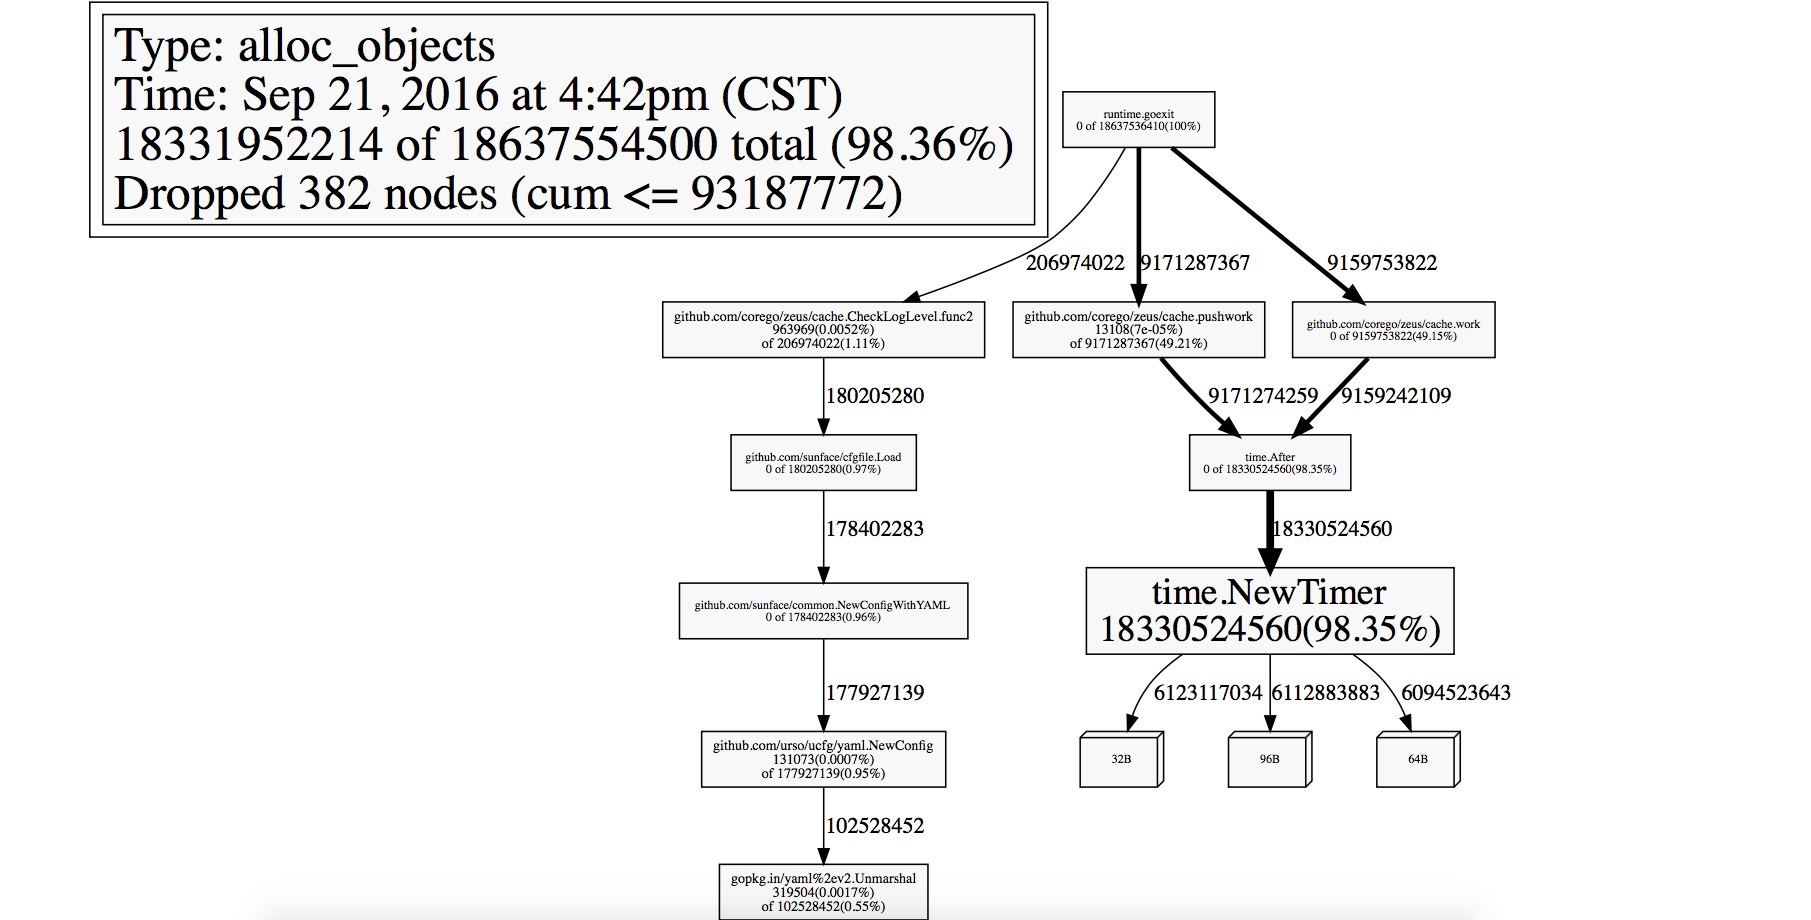 Type: alloc_objects
Time: Sep 21, 2016 at 4:42pm (CST)
18331952214 of 18637554500 total (98.36%)
Dropped 382 nodes (cum <= 93187772)
runtime.goexit
0 of 18637536410(100%)
206974022
9171287367
9159753822
github.com/corego/zeus/cache.CheckLogLevel.func2
963969(0.0052%)
of 206974022(1.11%)
github.com/corego/zeus/cache.pushwork
13108(7e-05%)
of 9171287367(49.21%)
github.com/corego/zeus/cache.work
0 of 9159753822(49.15%)
180205280
9171274259
9159242109
github.com/sunface/cfgfile.Load
0 of 180205280(0.97%)
time.After
0 of 18330524560(98.35%)
178402283
18330524560
github.com/sunface/common.NewConfigWithYAML
0 of 178402283(0.96%)
time.NewTimer
18330524560(98.35%)
177927139
6123117034
6112883883
6094523643
github.com/urso/ucfg/yaml.NewConfig
131073(0.0007%)
of 177927139(0.95%)
32B
96B
64B
102528452
gopkg.in/yaml%2ev2.Unmarshal
319504(0.0017%)
of 102528452(0.55%)